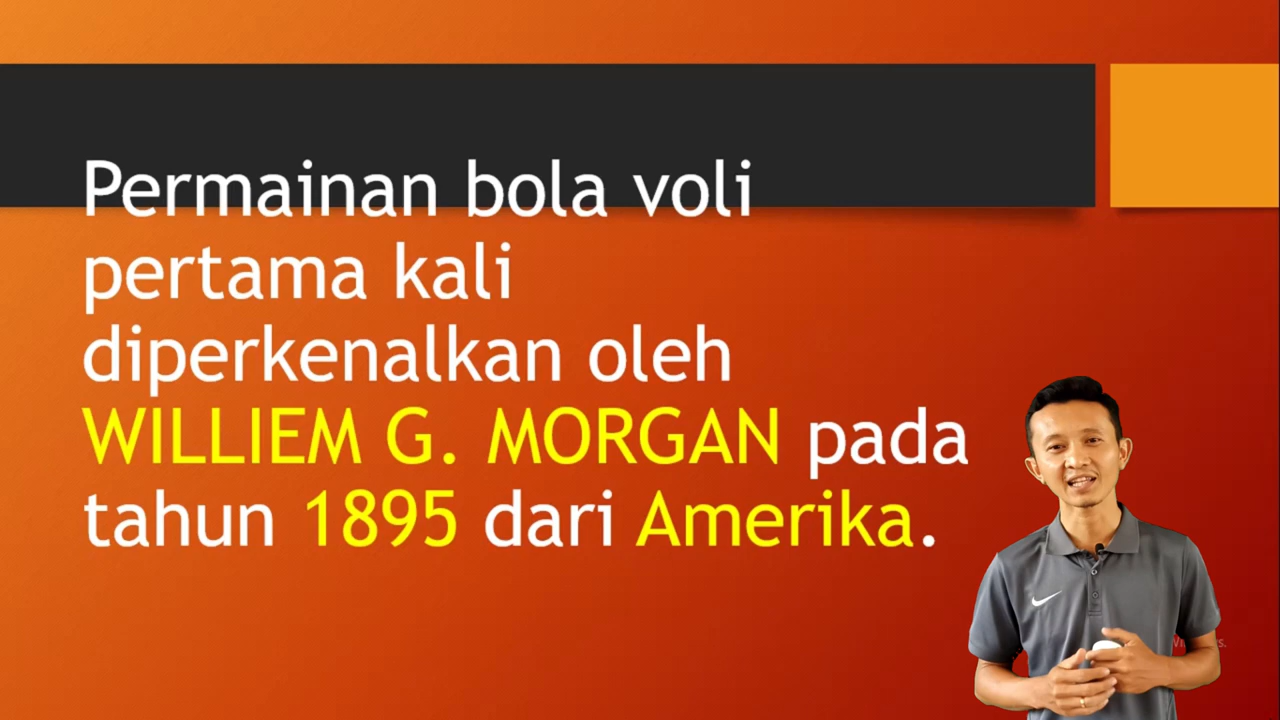 Permainan bola voli
pertama kali
diperkenalkan oleh
WILLIEM G. MORGAN pada
tahun 1895 dari Amerika.